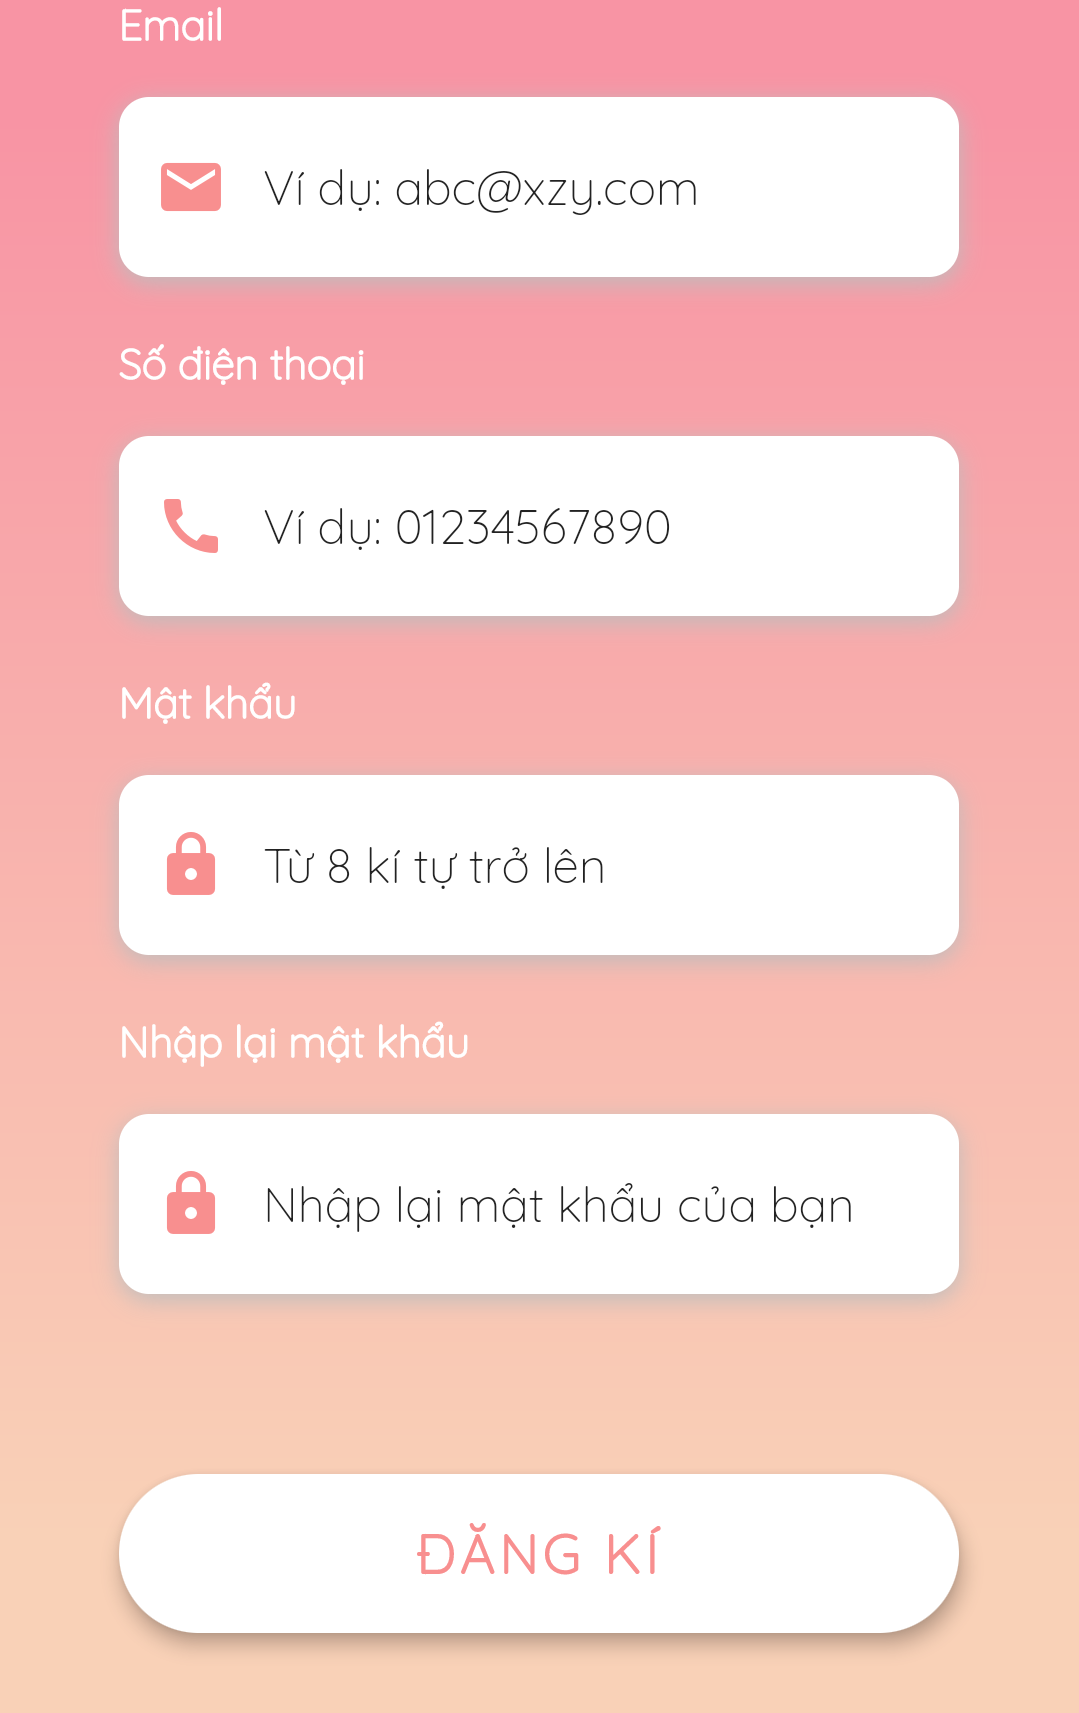 Email
Ví dụ: abc@xzy.com
Số điện thoại
Ví dụ: 01234567890
Mật khẩu
Từ 8 kí tự trở lên
Nhập lại mật khẩu
Nhập lại mật khẩu của bạn
ĐĂNG KÍ